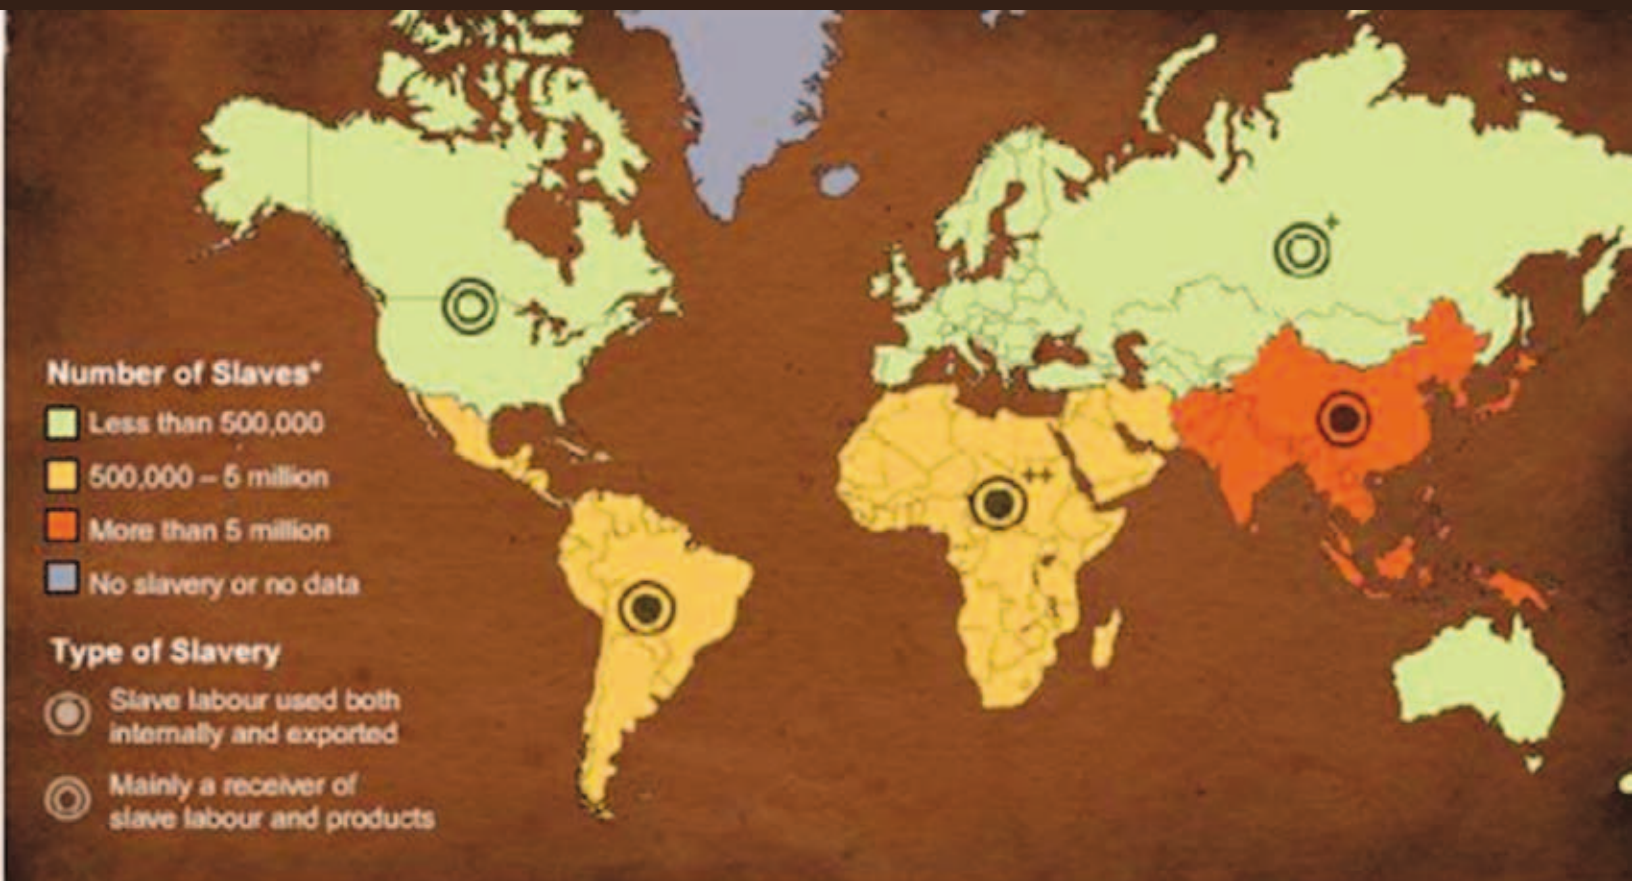 Number of Slaves*
Less than 500,000
500,000 – 5 million
More than 5 million
No slavery or no data
Type of Slavery
Slave labour used both
internally and exported
Mainly a receiver of
slave labour and products
+
++